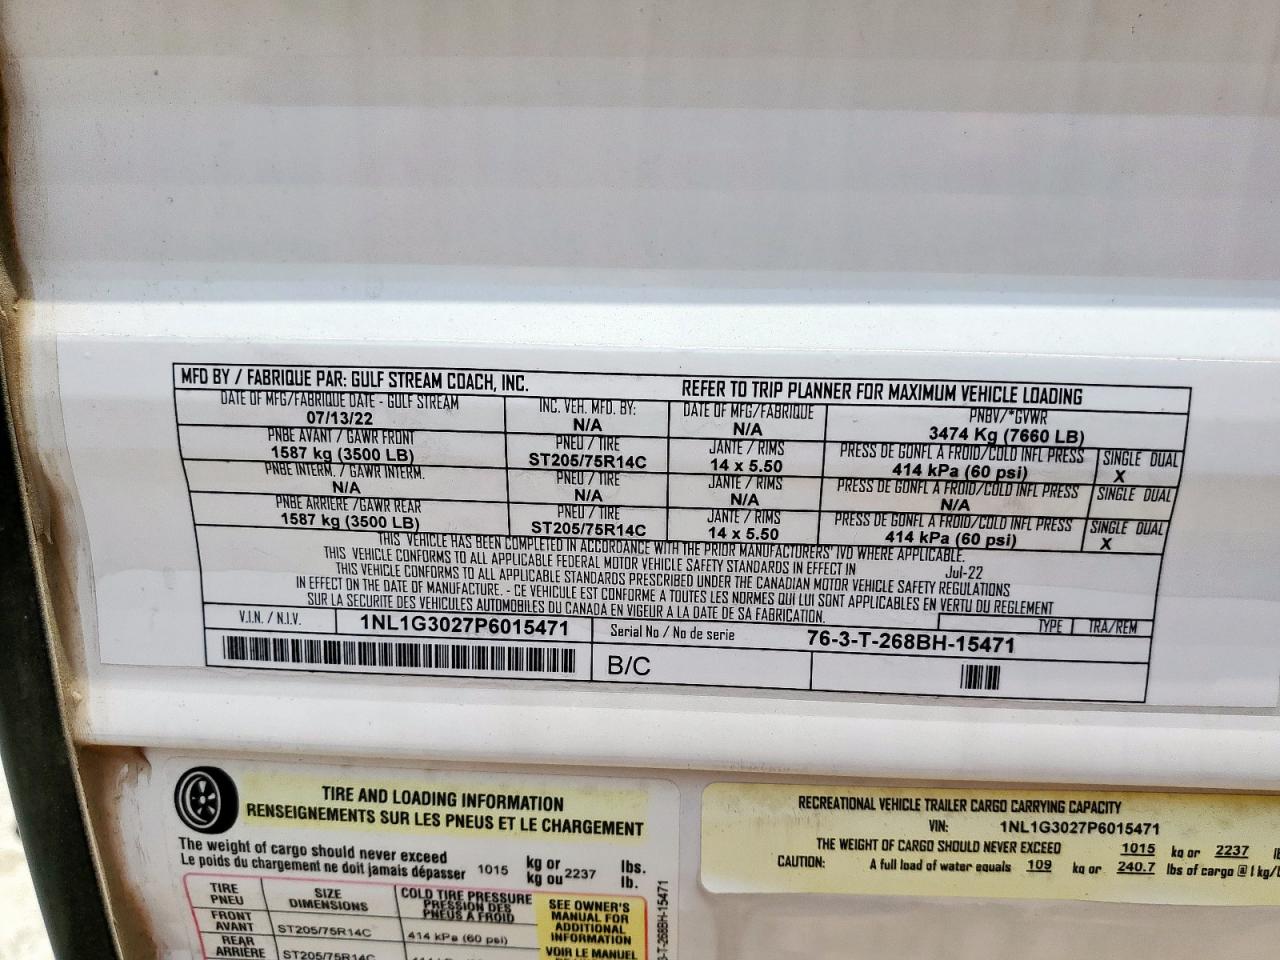 MFD BY / FABRIQUE PAR: GULF STREAM COACH, INC. REFER TO TRIP PLANNER FOR MAXIMUM VEHICLE LOADING
DATE OF MFG/FABRIQUE DATE - GULF STREAM INC. VEH. MFD. BY: DATE OF MFG/FABRIQUE PNBV/*GVWR
07/13/22 N/A N/A 3474 Kg (7660 LB)
PNBE AVANT / GAWR FRONT PNEU / TIRE JANTE / RIMS PRESS DE GONFL A FROID/COLD INFL PRESS SINGLE DUAL
1587 kg (3500 LB) ST205/75R14C 14 x 5.50 414 kPa (60 psi) X
PNBE INTERM. / GAWR INTERM. PNEU / TIRE JANTE / RIMS PRESS DE GONFL A FROID/COLD INFL PRESS SINGLE DUAL
N/A N/A N/A N/A
PNBE ARRIERE /GAWR REAR PNEU / TIRE JANTE / RIMS PRESS DE GONFL A FROID/COLD INFL PRESS SINGLE DUAL
1587 kg (3500 LB) ST205/75R14C 14 x 5.50 414 kPa (60 psi) X
THIS VEHICLE HAS BEEN COMPLETED IN ACCORDANCE WITH THE PRIOR MANUFACTURERS' IVD WHERE APPLICABLE.
THIS VEHICLE CONFORMS TO ALL APPLICABLE FEDERAL MOTOR VEHICLE SAFETY STANDARDS IN EFFECT IN Jul-22
THIS VEHICLE CONFORMS TO ALL APPLICABLE STANDARDS PRESCRIBED UNDER THE CANADIAN MOTOR VEHICLE SAFETY REGULATIONS
IN EFFECT ON THE DATE OF MANUFACTURE. - CE VEHICULE EST CONFORME A TOUTES LES NORMES QUI LUI SONT APPLICABLES EN VERTU DU REGLEMENT
SUR LA SECURITE DES VEHICULES AUTOMOBILES DU CANADA EN VIGEUR A LA DATE DE SA FABRICATION.
TYPE TRA/REM
V.I.N. / N.I.V. 1NL1G3027P6015471 Serial No / No de serie 76-3-T-268BH-15471
B/C
TIRE AND LOADING INFORMATION
RENSEIGNEMENTS SUR LES PNEUS ET LE CHARGEMENT
The weight of cargo should never exceed kg or lbs.
Le poids du chargement ne doit jamais dépasser 1015 kg ou 2237 lb.
TIRE SIZE COLD TIRE PRESSURE SEE OWNER'S
PNEU DIMENSIONS PRESSION DES MANUAL FOR
PNEUS A FROID ADDITIONAL
FRONT ST205/75R14C 414 kPa (60 psi) INFORMATION
AVANT
REAR ST205/75R14C VOIR LE MANUEL
ARRIÈRE
-T-268BH-15471
RECREATIONAL VEHICLE TRAILER CARGO CARRYING CAPACITY
VIN: 1NL1G3027P6015471
THE WEIGHT OF CARGO SHOULD NEVER EXCEED 1015 kg or 2237
CAUTION: A full load of water equals 109 kg or 240.7 lbs of cargo @ 1 kg/